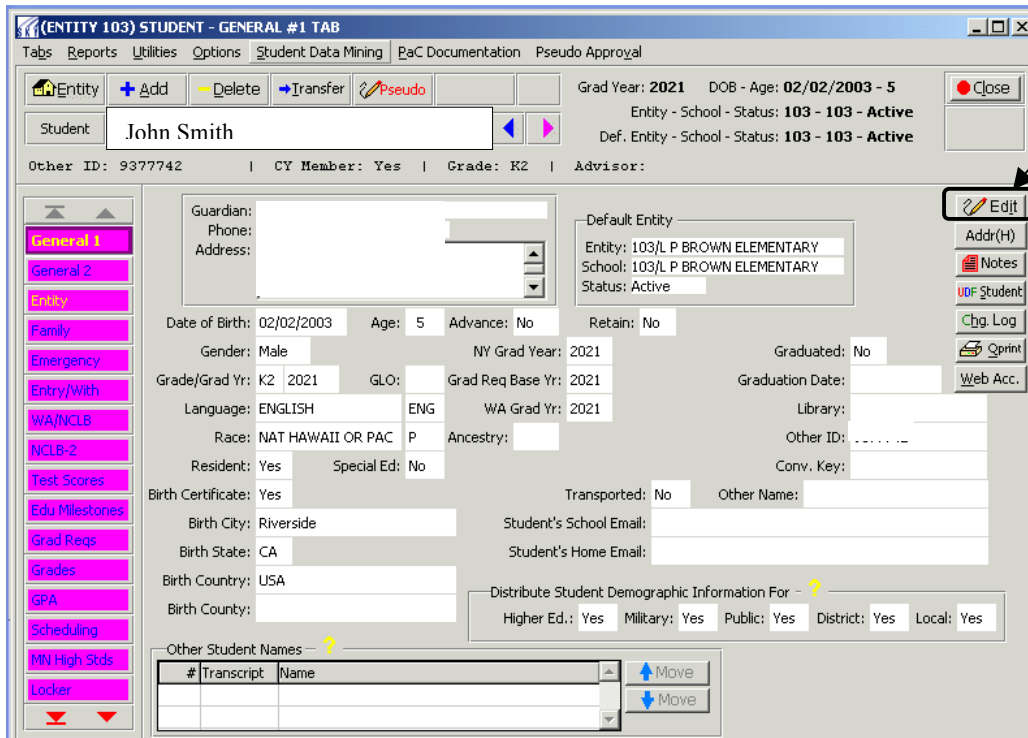 (ENTITY 103) STUDENT - GENERAL #1 TAB
Tabs Reports Utilities Options Student Data Mining PaC Documentation Pseudo Approval
Entity Add Delete Transfer Pseudo Grad Year: 2021 DOB - Age: 02/02/2003 - 5 Close
Entity - School - Status: 103 - 103 - Active
Student John Smith Def. Entity - School - Status: 103 - 103 - Active
Other ID: 9377742 | CY Member: Yes | Grade: K2 | Advisor:
General 1
General 2
Entity
Family
Emergency
Entry/With
WA/NCLB
NCLB-2
Test Scores
Edu Milestones
Grad Reqs
Grades
GPA
Scheduling
MN High Stds
Locker
Guardian:
Phone:
Address:
Default Entity
Entity: 103/L P BROWN ELEMENTARY
School: 103/L P BROWN ELEMENTARY
Status: Active
Edit
Addr(H)
Notes
UDF Student
Chg. Log
Qprint
Web Acc.
Date of Birth: 02/02/2003 Age: 5 Advance: No Retain: No
Gender: Male NY Grad Year: 2021 Graduated: No
Grade/Grad Yr: K2 2021 GLO: Grad Req Base Yr: 2021 Graduation Date:
Language: ENGLISH ENG WA Grad Yr: 2021 Library:
Race: NAT HAWAII OR PAC P Ancestry: Other ID:
Resident: Yes Special Ed: No Conv. Key:
Birth Certificate: Yes Transported: No Other Name:
Birth City: Riverside Student's School Email:
Birth State: CA Student's Home Email:
Birth Country: USA
Birth County:
Distribute Student Demographic Information For - ?
Higher Ed.: Yes Military: Yes Public: Yes District: Yes Local: Yes
Other Student Names - ?
# Transcript Name
Move
Move